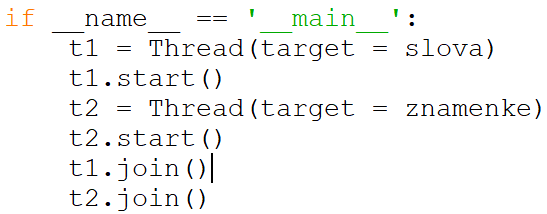 if __name__ == '__main__':
    t1 = Thread(target = slova)
    t1.start()
    t2 = Thread(target = znamenke)
    t2.start()
    t1.join()
    t2.join()